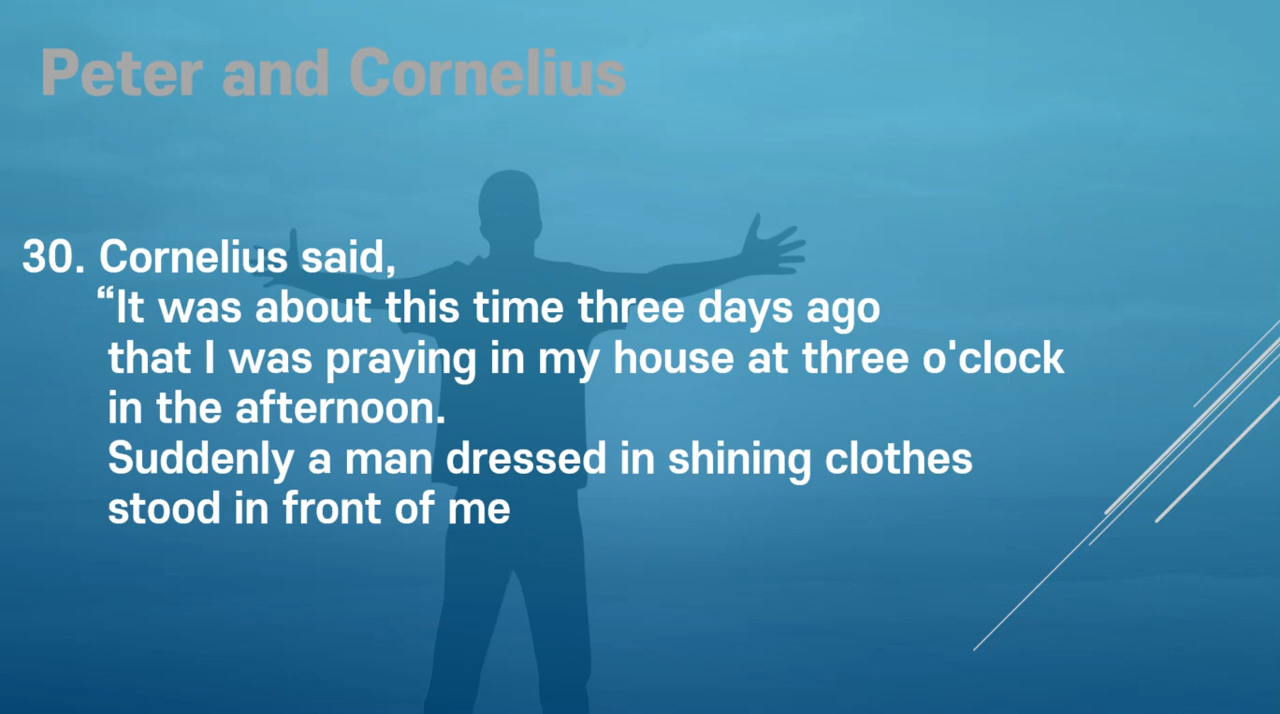 Peter and Cornelius
30. Cornelius said,
“It was about this time three days ago
that I was praying in my house at three o'clock
in the afternoon.
Suddenly a man dressed in shining clothes
stood in front of me